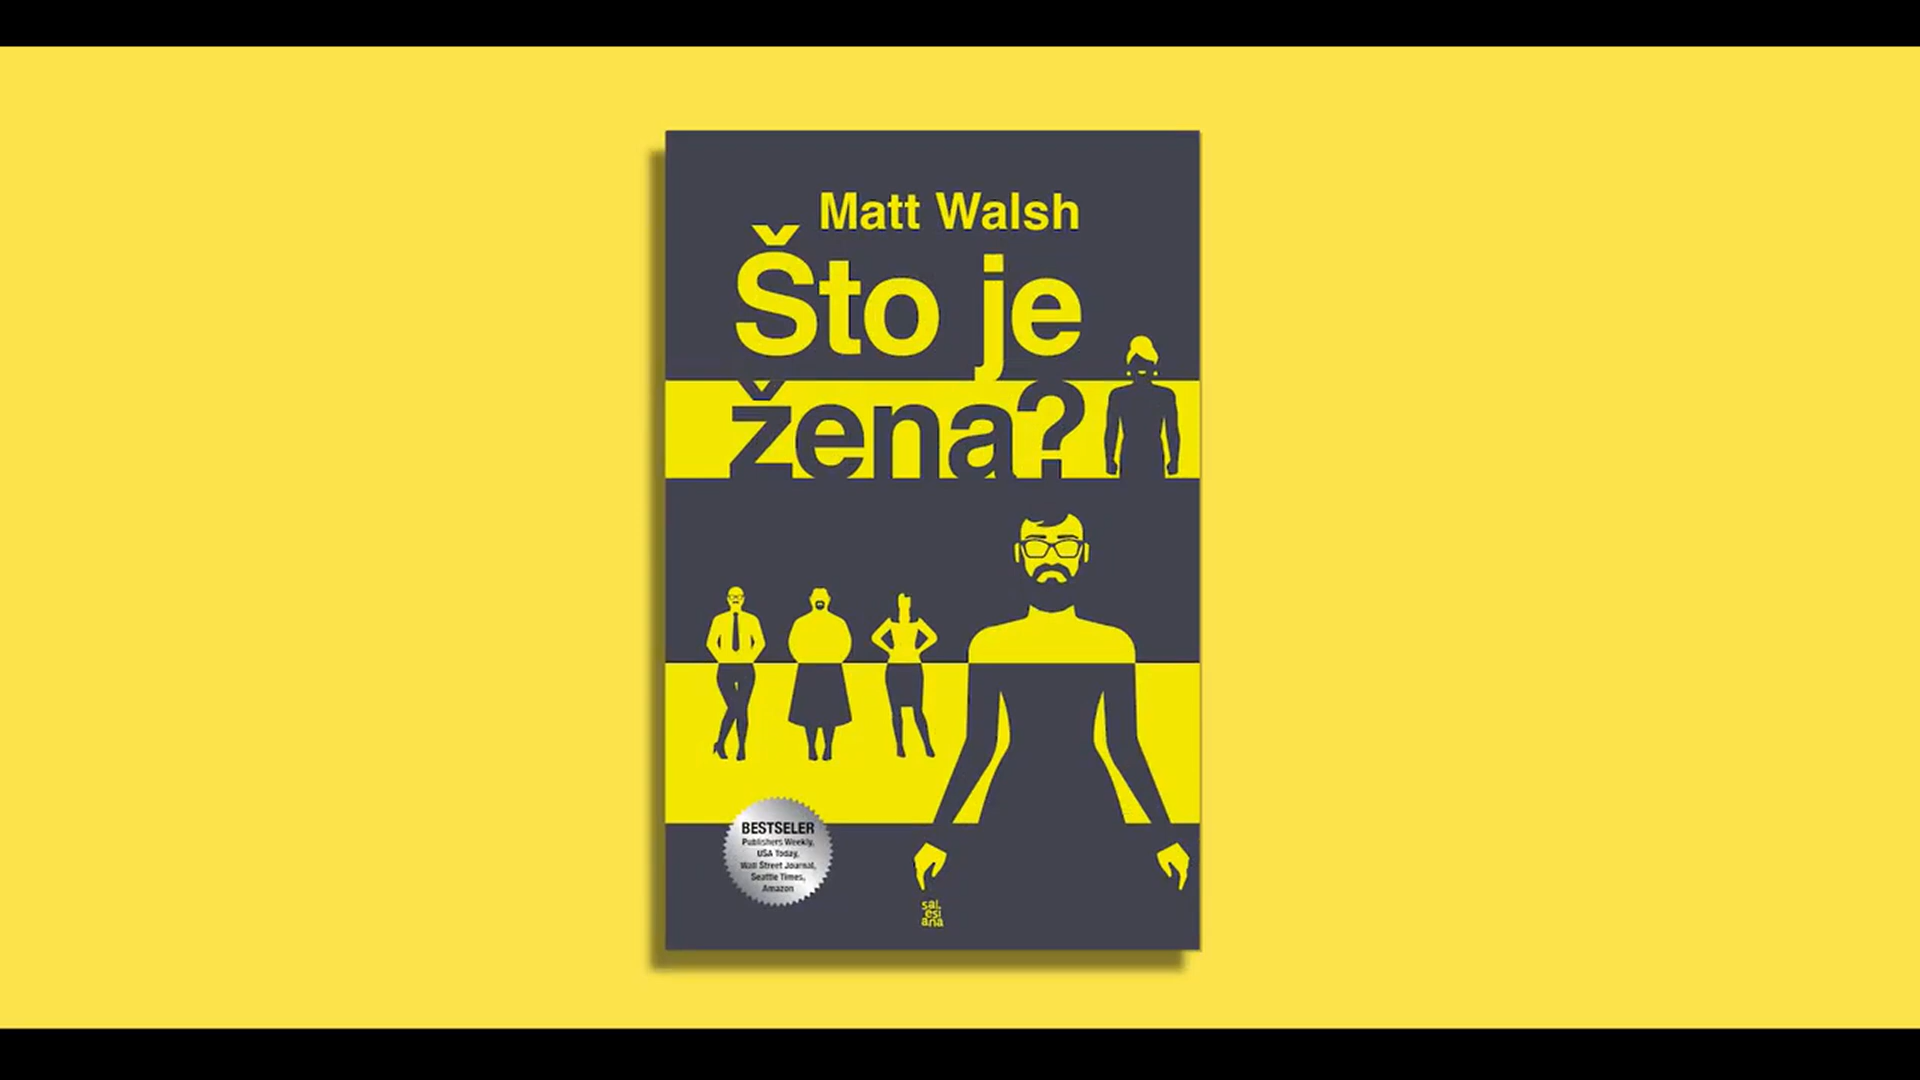 Matt Walsh
Što je
žena?
BESTSELER
Publishers Weekly,
USA Today,
Wall Street Journal,
Seattle Times,
Amazon
sal.
esi
ana